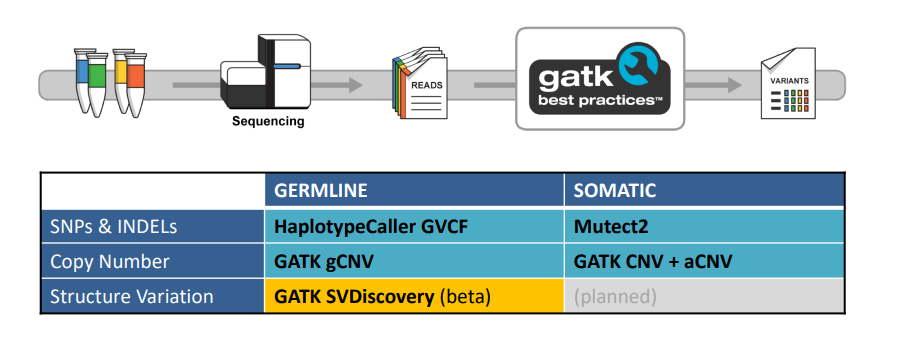 READS
gatk
best practices™
VARIANTS
Sequencing
GERMLINE SOMATIC
SNPs & INDELs HaplotypeCaller GVCF Mutect2
Copy Number GATK gCNV GATK CNV + aCNV
Structure Variation GATK SVDiscovery (beta) (planned)